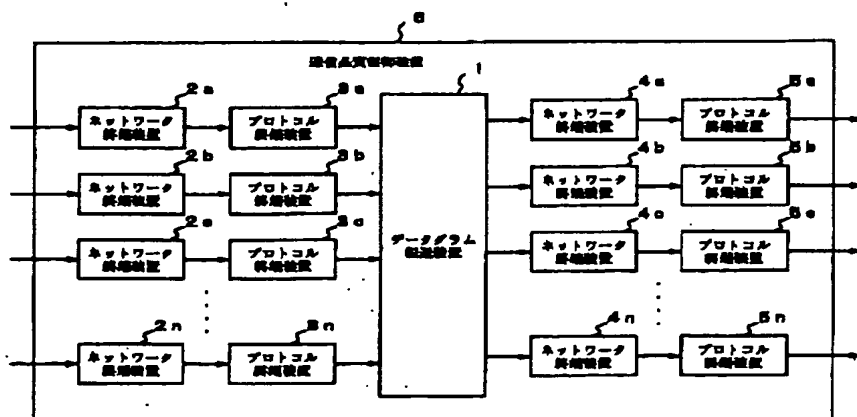 6
通信品質制御装置
1
2a
3a
4a
5a
ネットワーク
終端装置
プロトコル
終端装置
ネットワーク
終端装置
プロトコル
終端装置
2b
3b
4b
5b
ネットワーク
終端装置
プロトコル
終端装置
ネットワーク
終端装置
プロトコル
終端装置
2c
3c
4c
5c
ネットワーク
終端装置
プロトコル
終端装置
データグラム
転送装置
ネットワーク
終端装置
プロトコル
終端装置
2n
3n
4n
5n
ネットワーク
終端装置
プロトコル
終端装置
ネットワーク
終端装置
プロトコル
終端装置